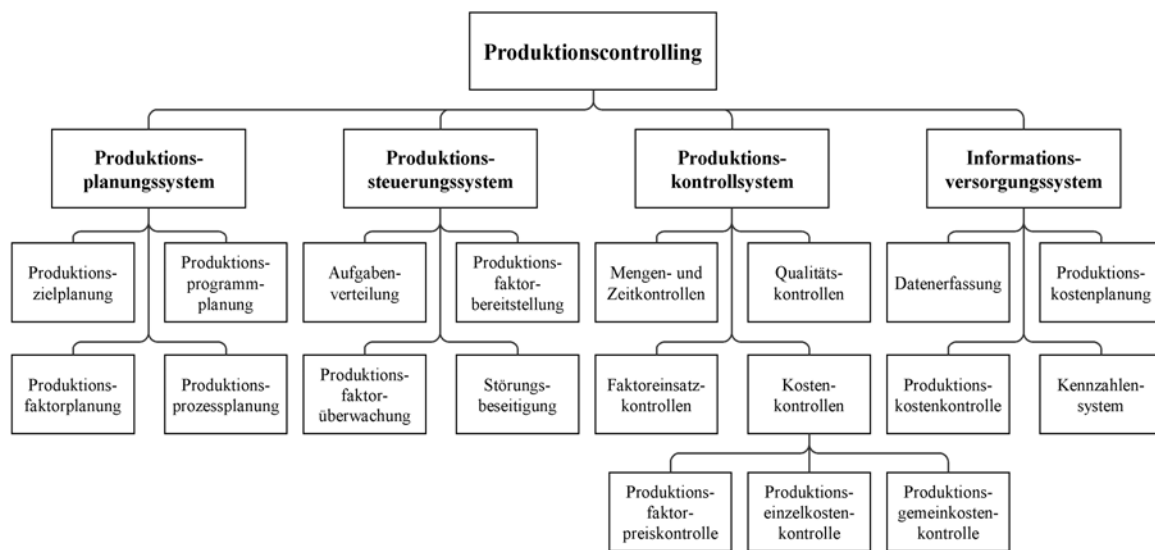 Produktionscontrolling
Produktions-
planungssystem
Produktions-
steuerungssystem
Produktions-
kontrollsystem
Informations-
versorgungssystem
Produktions-
zielplanung
Produktions-
programm-
planung
Aufgaben-
verteilung
Produktions-
faktor-
bereitstellung
Mengen- und
Zeitkontrollen
Qualitäts-
kontrollen
Datenerfassung
Produktions-
kostenplanung
Produktions-
faktorplanung
Produktions-
prozessplanung
Produktions-
faktor-
überwachung
Störungs-
beseitigung
Faktoreinsatz-
kontrollen
Kosten-
kontrollen
Produktions-
kostenkontrolle
Kennzahlen-
system
Produktions-
faktor-
preiskontrolle
Produktions-
einzelkosten-
kontrolle
Produktions-
gemeinkosten-
kontrolle